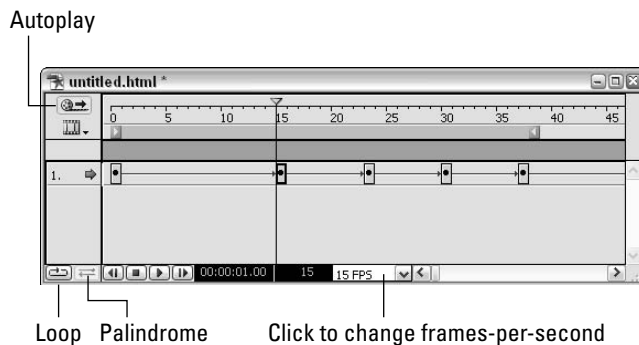 Autoplay
untitled.html *
0 5 10 15 20 25 30 35 40 45
1.
00:00:01.00 15 15 FPS
Loop Palindrome Click to change frames-per-second